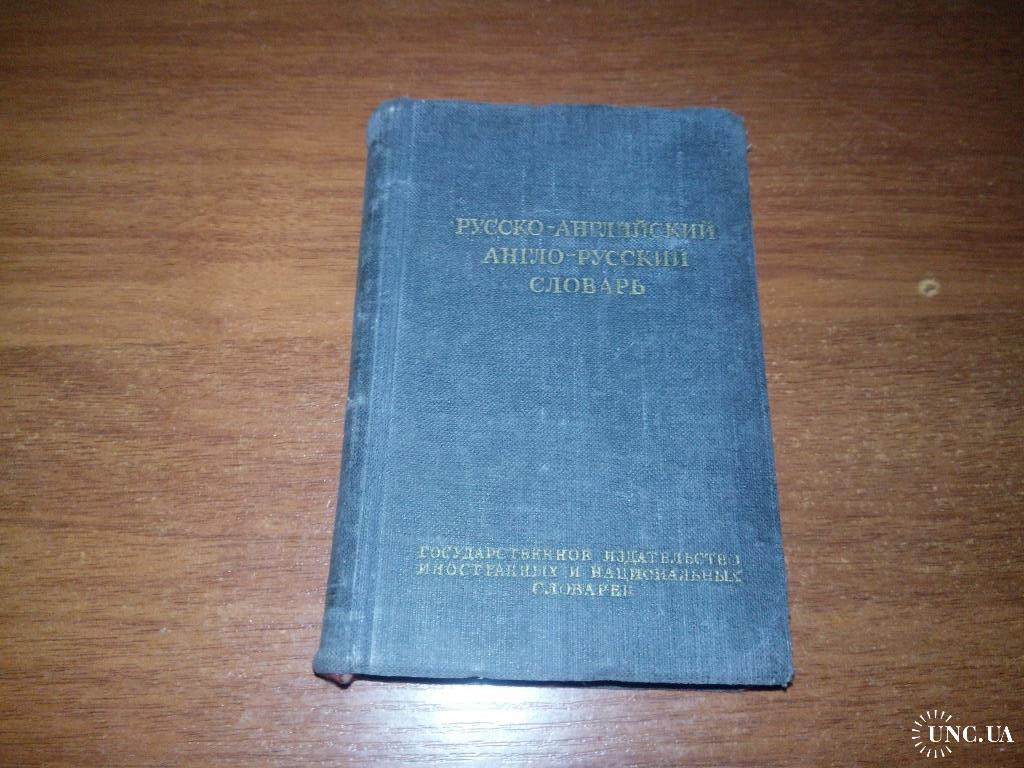 РУССКО-АНГЛИЙСКИЙ
АНГЛО-РУССКИЙ
СЛОВАРЬ
ГОСУДАРСТВЕННОЕ ИЗДАТЕЛЬСТВО
ИНОСТРАННЫХ И НАЦИОНАЛЬНЫХ
СЛОВАРЕЙ
UNC.UA